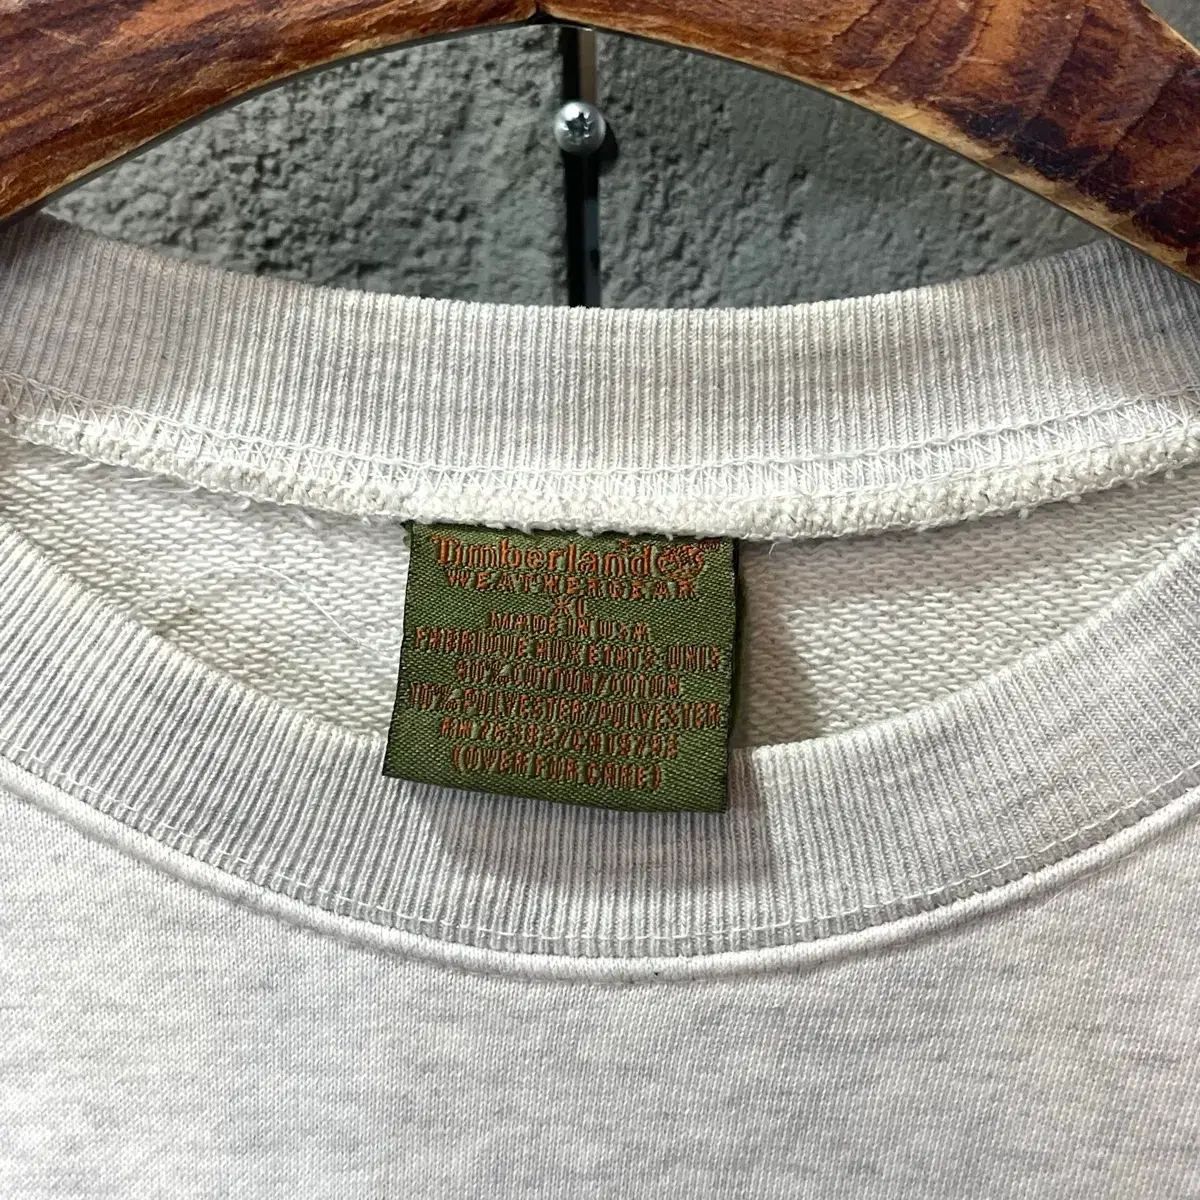 Timberland
WEATHERGEAR
XL
MADE IN USA
FABRIQUE AUX ETATS UNIS
90% COTTON/COTON
10% POLYESTER/POLYESTER
(OVER FOR CARE)